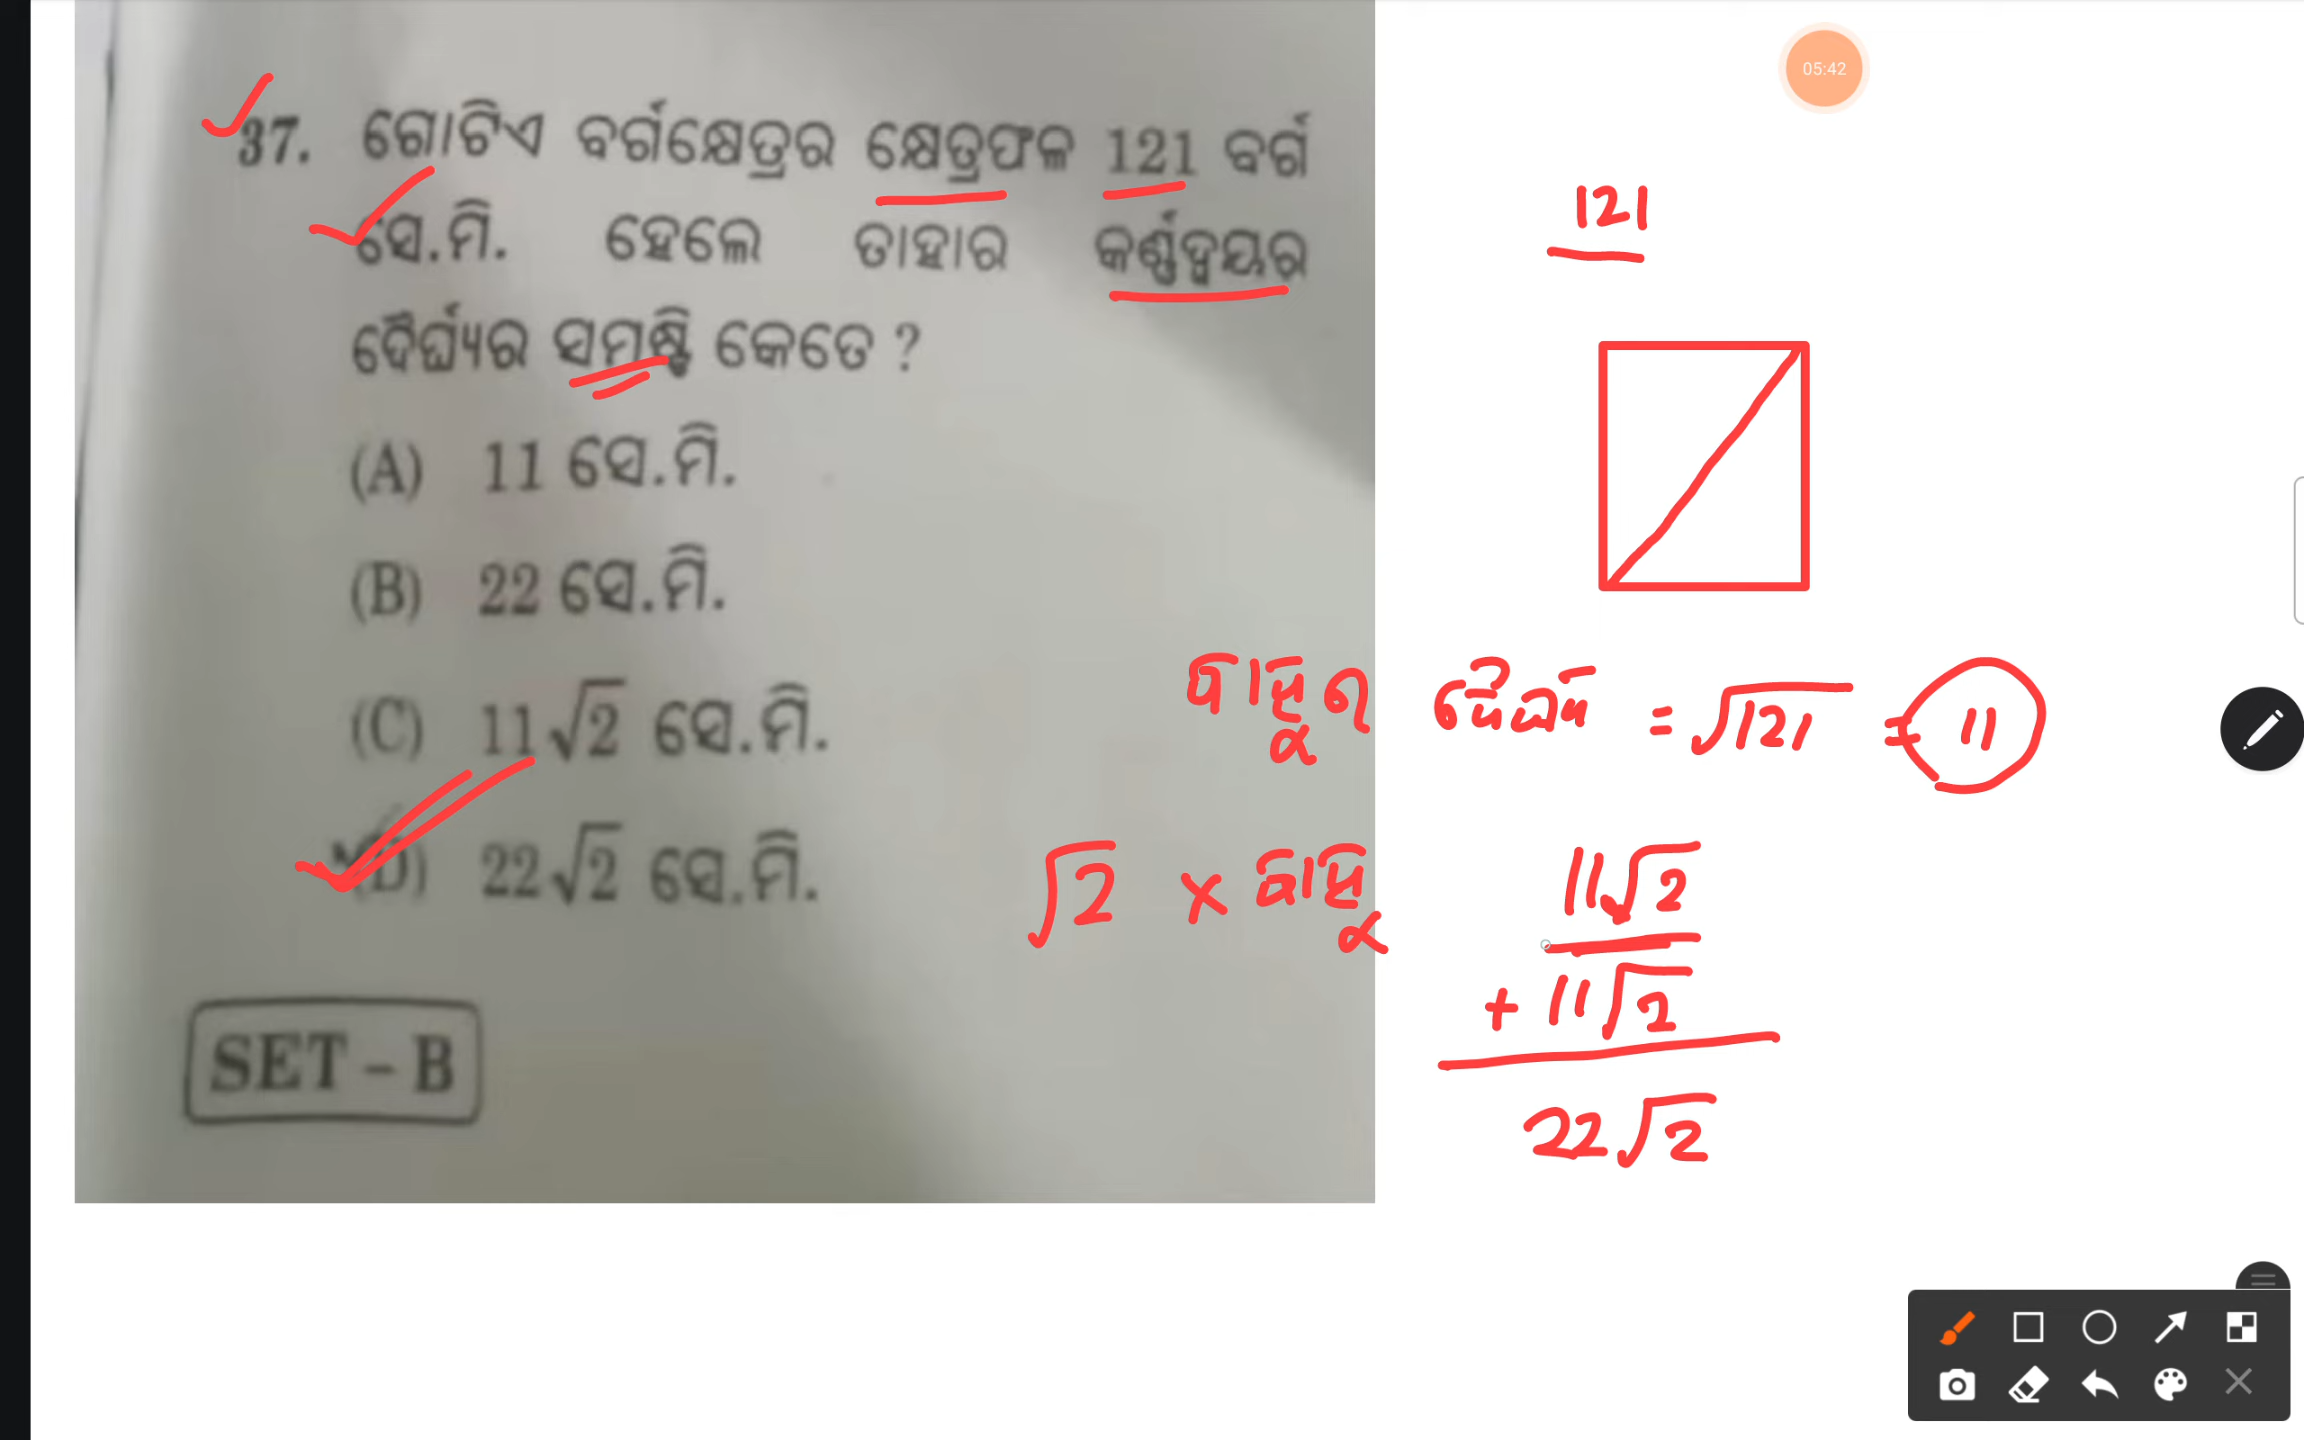 05:42
37. ଗୋଟିଏ ବର୍ଗକ୍ଷେତ୍ରର କ୍ଷେତ୍ରଫଳ 121 ବର୍ଗ
ସେ.ମି. ହେଲେ ତାହାର କର୍ଣ୍ଣଦ୍ୱୟର
ଦୈର୍ଘ୍ୟର ସମଷ୍ଟି କେତେ ?
(A) 11 ସେ.ମି.
(B) 22 ସେ.ମି.
(C) 11√2 ସେ.ମି.
(D) 22√2 ସେ.ମି.
SET – B
121
ବାହୁର ଦୈର୍ଘ୍ୟ = √121 = 11
√2 × ବାହୁ
11√2
+ 11√2
22√2